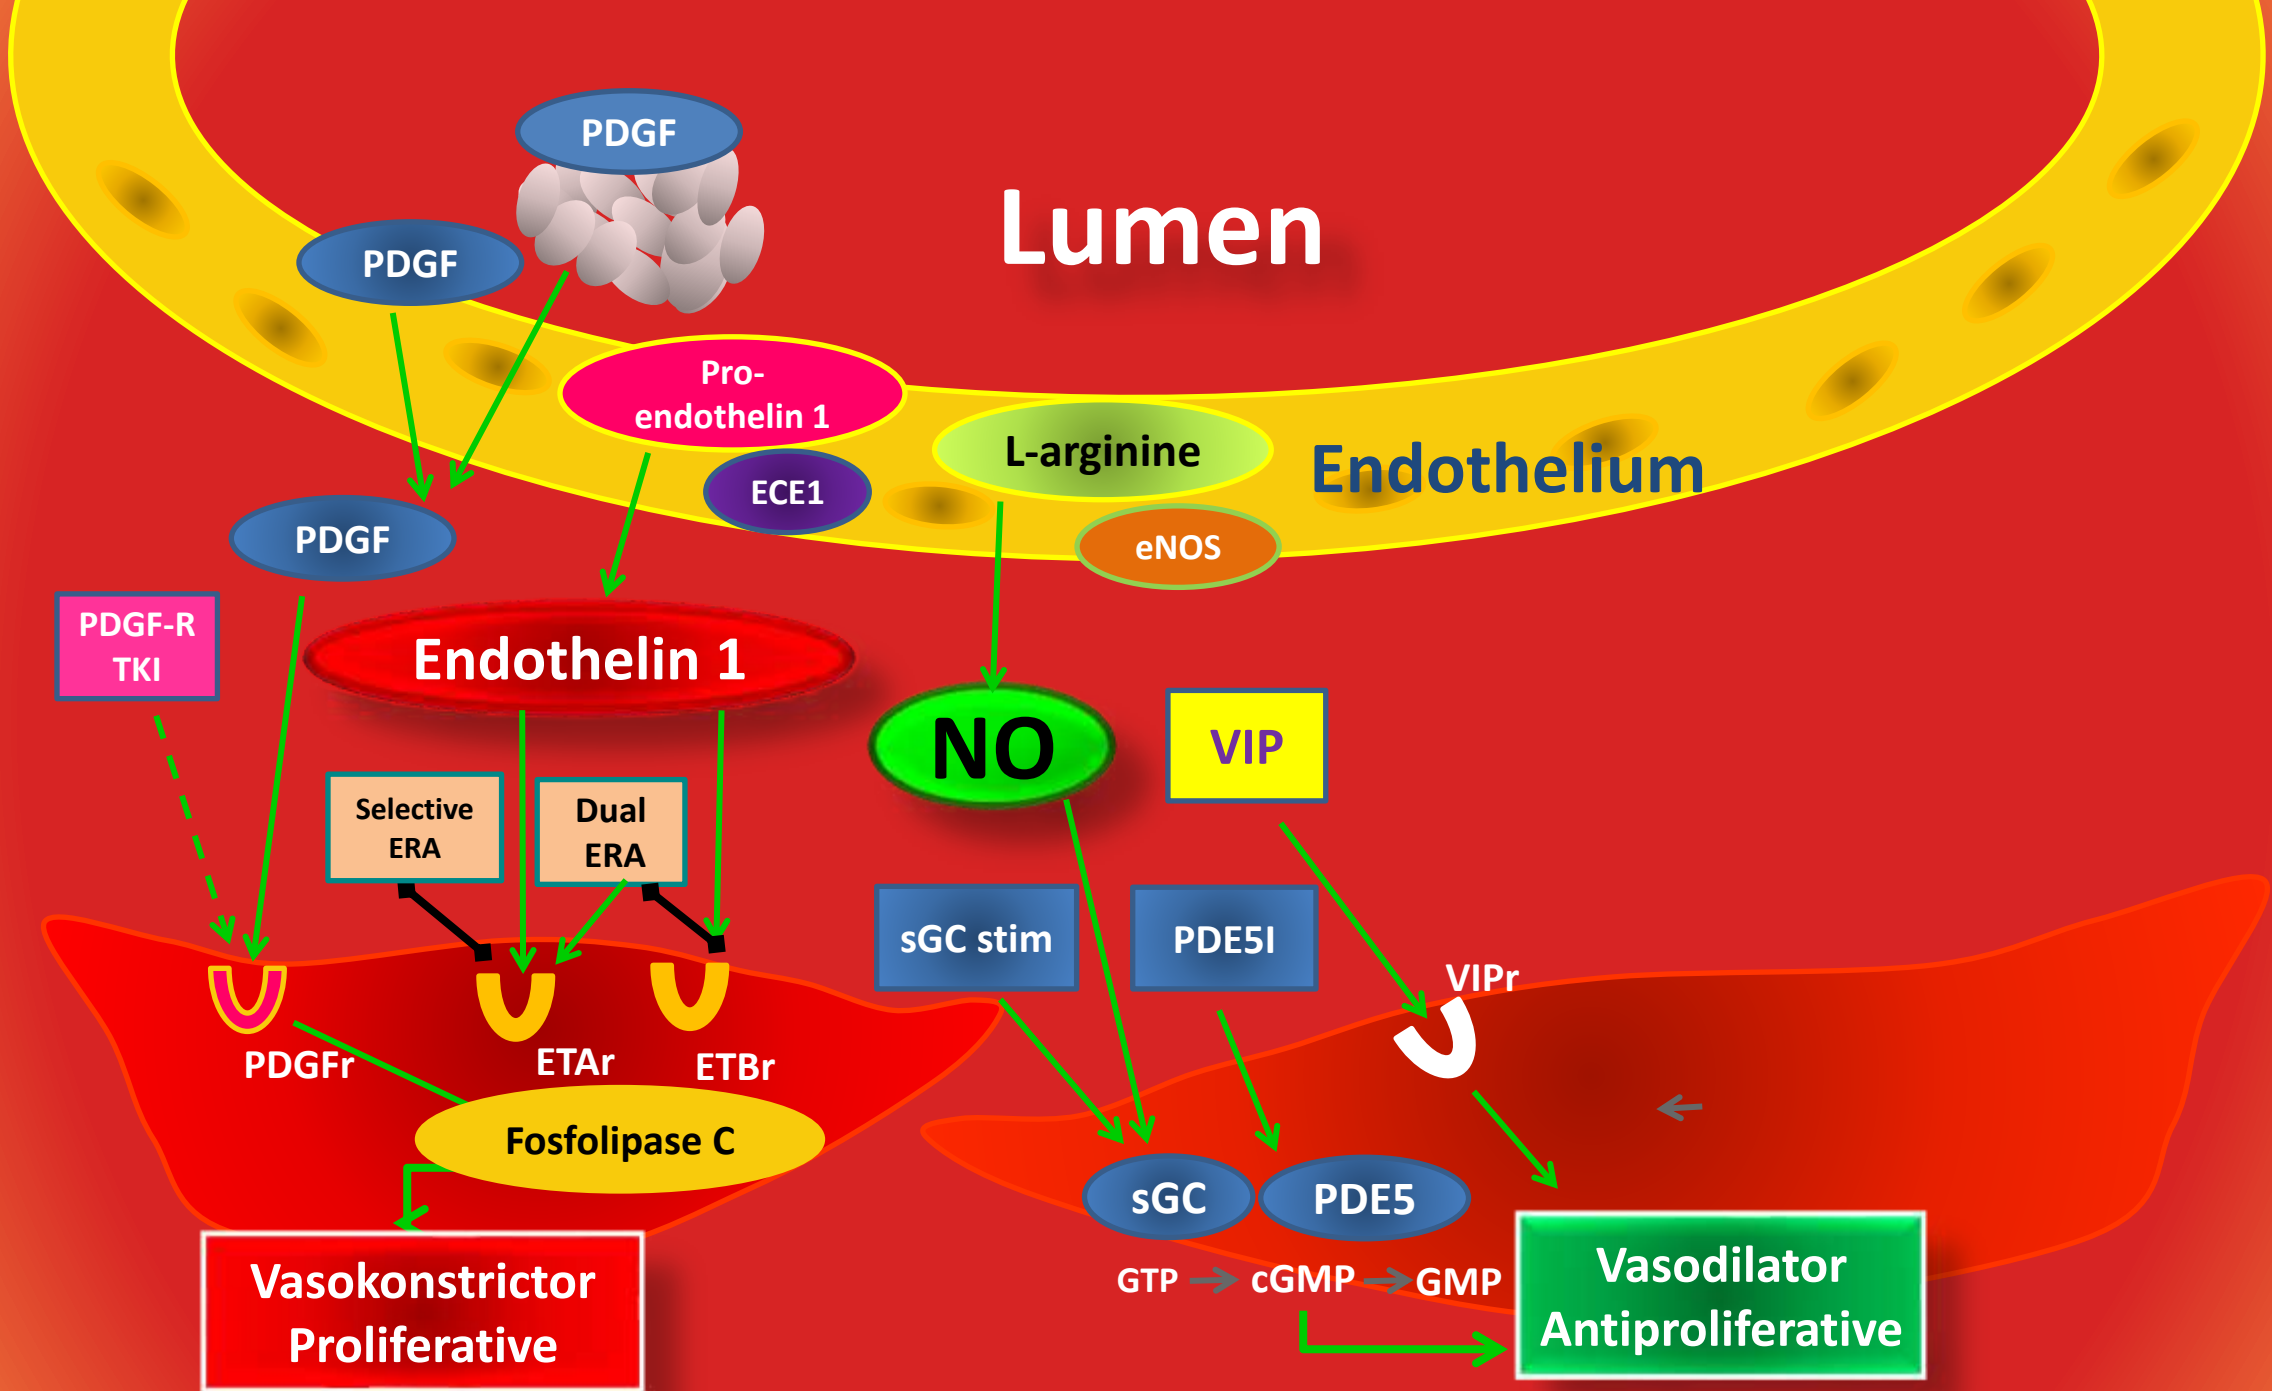 PDGF
Lumen
PDGF
Pro-
endothelin 1
L-arginine
Endothelium
ECE1
eNOS
PDGF
PDGF-R
TKI
Endothelin 1
NO
VIP
Selective
ERA
Dual
ERA
sGC stim
PDE5I
VIPr
PDGFr
ETAr
ETBr
Fosfolipase C
sGC
PDE5
GTP
cGMP
GMP
Vasokonstrictor
Proliferative
Vasodilator
Antiproliferative